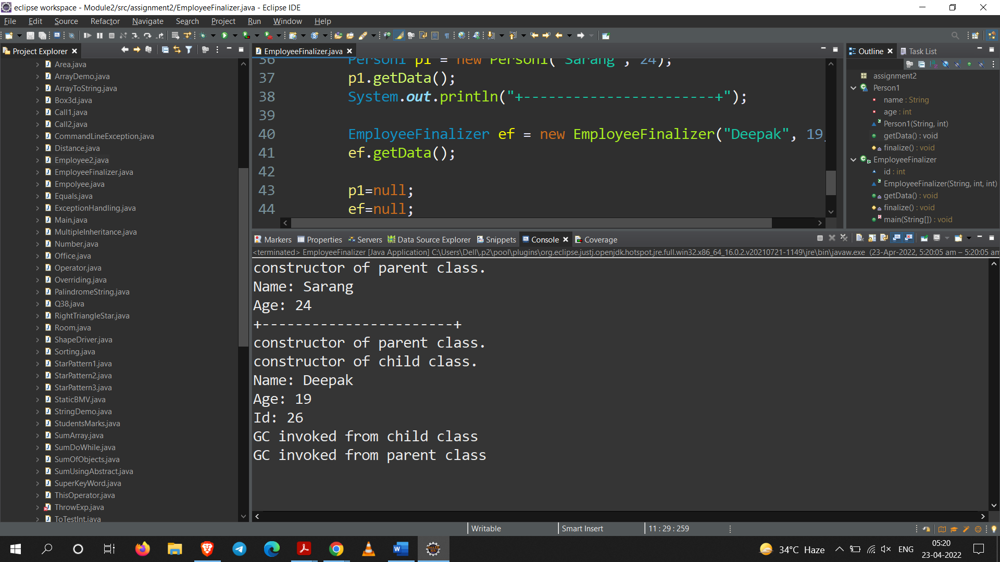 eclipse workspace - Module2/src/assignment2/EmployeeFinalizer.java - Eclipse IDE
File Edit Source Refactor Navigate Search Project Run Window Help
Project Explorer
Area.java
ArrayDemo.java
ArrayToString.java
Box3d.java
Call1.java
Call2.java
CommandLineException.java
Distance.java
Employee2.java
EmployeeFinalizer.java
Empolyee.java
Equals.java
ExceptionHandling.java
Main.java
MultipleInheritance.java
Number.java
Office.java
Operator.java
Overriding.java
PalindromeString.java
Q38.java
RightTriangleStar.java
Room.java
ShapeDriver.java
Sorting.java
StarPattern1.java
StarPattern2.java
StarPattern3.java
StaticBMV.java
StringDemo.java
StudentsMarks.java
SumArray.java
SumDoWhile.java
SumOfObjects.java
SumUsingAbstract.java
SuperKeyWord.java
ThisOperator.java
ThrowExp.java
ToTestInt.java
EmployeeFinalizer.java
36 Person1 p1 = new Person1("Sarang", 24);
37 p1.getData();
38 System.out.println("+-----------------------+");
39
40 EmployeeFinalizer ef = new EmployeeFinalizer("Deepak", 19,
41 ef.getData();
42
43 p1=null;
44 ef=null;
Outline Task List
assignment2
Person1
name : String
age : int
Person1(String, int)
getData() : void
finalize() : void
EmployeeFinalizer
id : int
EmployeeFinalizer(String, int, int)
getData() : void
finalize() : void
main(String[]) : void
Markers Properties Servers Data Source Explorer Snippets Console Coverage
<terminated> EmployeeFinalizer [Java Application] C:\Users\Dell\.p2\pool\plugins\org.eclipse.justj.openjdk.hotspot.jre.full.win32.x86_64_16.0.2.v20210721-1149\jre\bin\javaw.exe (23-Apr-2022, 5:20:05 am – 5:20:05 am
constructor of parent class.
Name: Sarang
Age: 24
+-----------------------+
constructor of parent class.
constructor of child class.
Name: Deepak
Age: 19
Id: 26
GC invoked from child class
GC invoked from parent class
Writable Smart Insert 11 : 29 : 259
34°C Haze ENG 05:20
23-04-2022